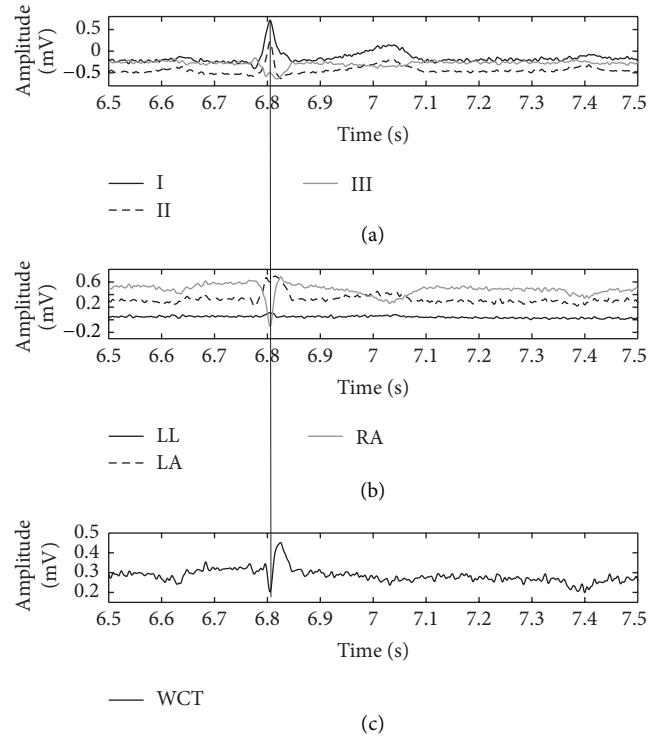 0.5
0
−0.5
Amplitude
(mV)
6.5 6.6 6.7 6.8 6.9 7 7.1 7.2 7.3 7.4 7.5
Time (s)
I III
II
(a)
0.6
0.2
−0.2
Amplitude
(mV)
6.5 6.6 6.7 6.8 6.9 7 7.1 7.2 7.3 7.4 7.5
Time (s)
LL RA
LA
(b)
0.5
0.4
0.3
0.2
Amplitude
(mV)
6.5 6.6 6.7 6.8 6.9 7 7.1 7.2 7.3 7.4 7.5
Time (s)
WCT
(c)